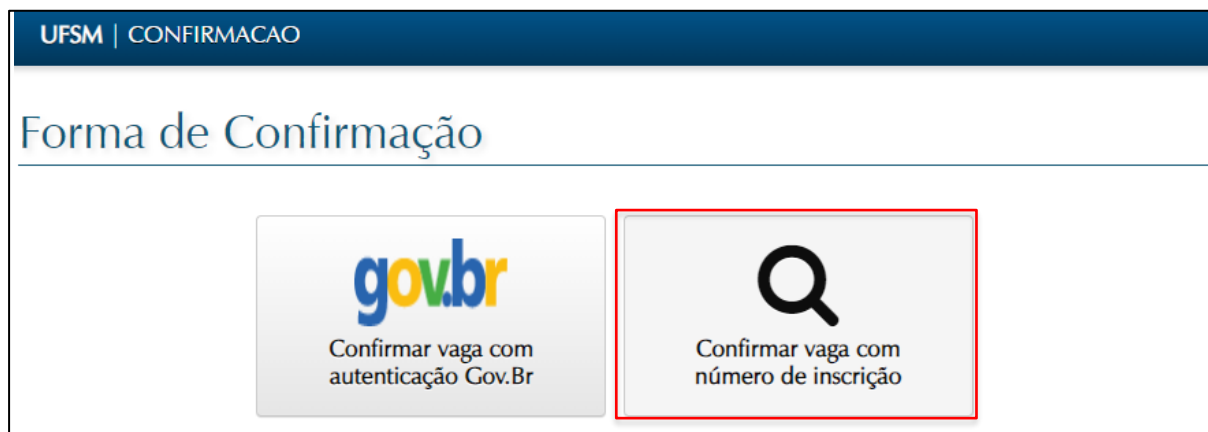 UFSM | CONFIRMACAO
Forma de Confirmação
gov.br
Confirmar vaga com
autenticação Gov.Br
Confirmar vaga com
número de inscrição